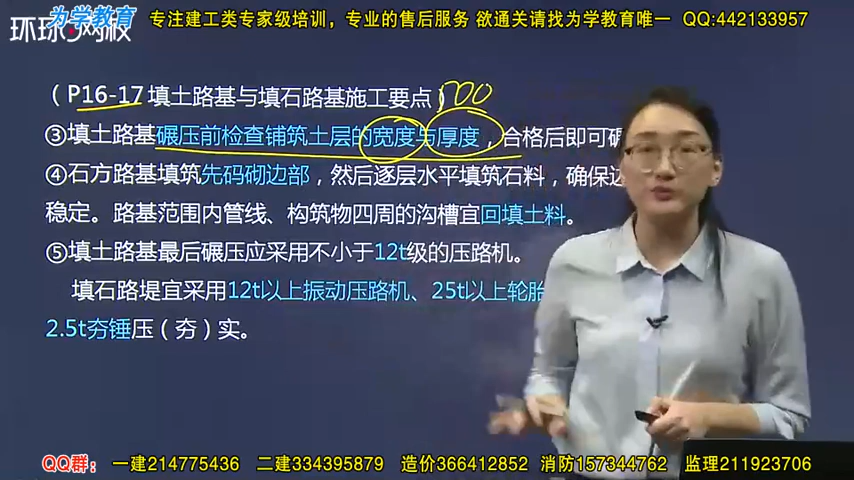 为学教育
环球网校
专注建工类专家级培训，专业的售后服务 欲通关请找为学教育唯一 QQ:442133957
（P16-17填土路基与填石路基施工要点）
500
③填土路基碾压前检查铺筑土层的宽度与厚度，合格后即可碾
④石方路基填筑先码砌边部，然后逐层水平填筑石料，确保边
稳定。路基范围内管线、构筑物四周的沟槽宜回填土料。
⑤填土路基最后碾压应采用不小于12t级的压路机。
填石路堤宜采用12t以上振动压路机、25t以上轮胎
2.5t夯锤压（夯）实。
QQ群： 一建214775436 二建334395879 造价366412852 消防157344762 监理211923706